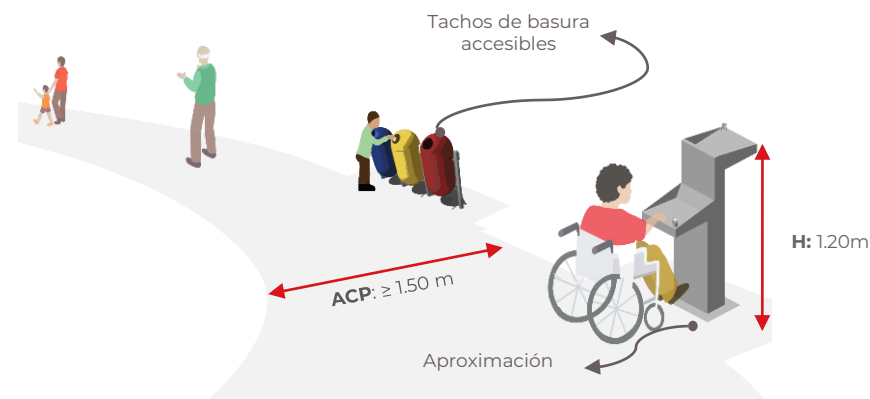 Tachos de basura
accesibles
H: 1.20m
ACP: ≥ 1.50 m
Aproximación